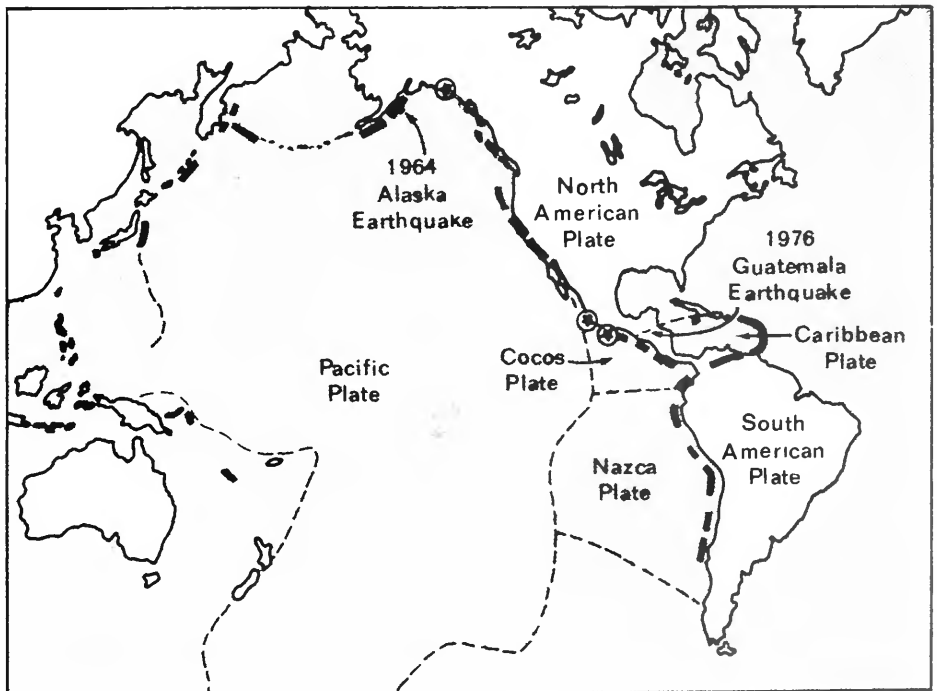 1964
Alaska
Earthquake
North
American
Plate
1976
Guatemala
Earthquake
Caribbean
Plate
Cocos
Plate
Pacific
Plate
South
American
Plate
Nazca
Plate